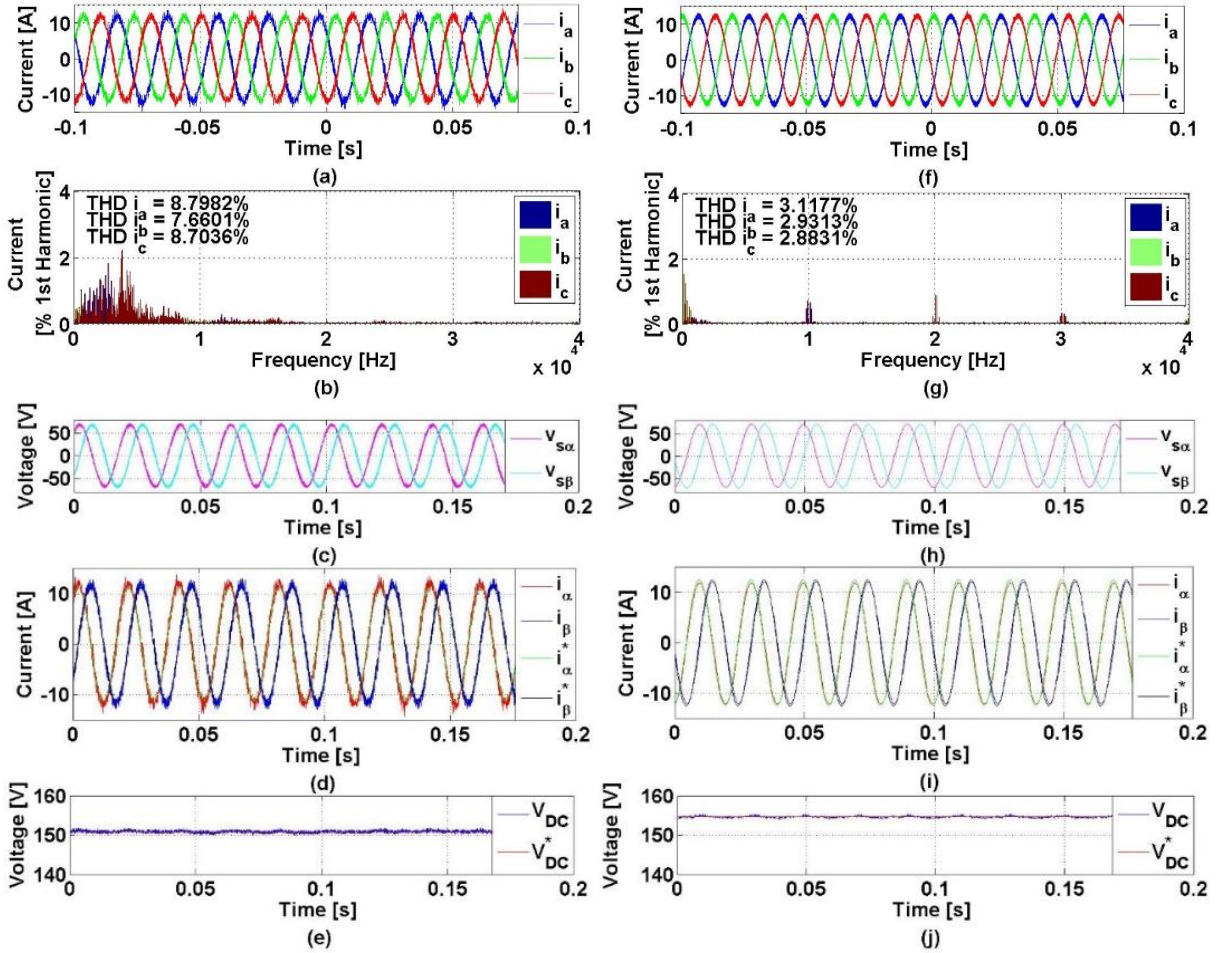 Current [A]
10
0
-10
-0.1 -0.05 0 0.05 0.1
Time [s]
i_a
i_b
i_c
(a)
Current [A]
10
0
-10
-0.1 -0.05 0 0.05 0.1
Time [s]
i_a
i_b
i_c
(f)
Current
[% 1st Harmonic]
4
2
0
THD i_a = 8.7982%
THD i_b = 7.6601%
THD i_c = 8.7036%
i_a
i_b
i_c
0 1 2 3 4
Frequency [Hz]
x 10^4
(b)
Current
[% 1st Harmonic]
4
2
0
THD i_a = 3.1177%
THD i_b = 2.9313%
THD i_c = 2.8831%
i_a
i_b
i_c
0 1 2 3 4
Frequency [Hz]
x 10^4
(g)
Voltage [V]
50
0
-50
v_sα
v_sβ
0 0.05 0.1 0.15 0.2
Time [s]
(c)
Voltage [V]
50
0
-50
v_sα
v_sβ
0 0.05 0.1 0.15 0.2
Time [s]
(h)
Current [A]
10
0
-10
i_α
i_β
i*_α
i*_β
0 0.05 0.1 0.15 0.2
Time [s]
(d)
Current [A]
10
0
-10
i_α
i_β
i*_α
i*_β
0 0.05 0.1 0.15 0.2
Time [s]
(i)
Voltage [V]
160
150
140
V_DC
V*_DC
0 0.05 0.1 0.15 0.2
Time [s]
(e)
Voltage [V]
160
150
140
V_DC
V*_DC
0 0.05 0.1 0.15 0.2
Time [s]
(j)